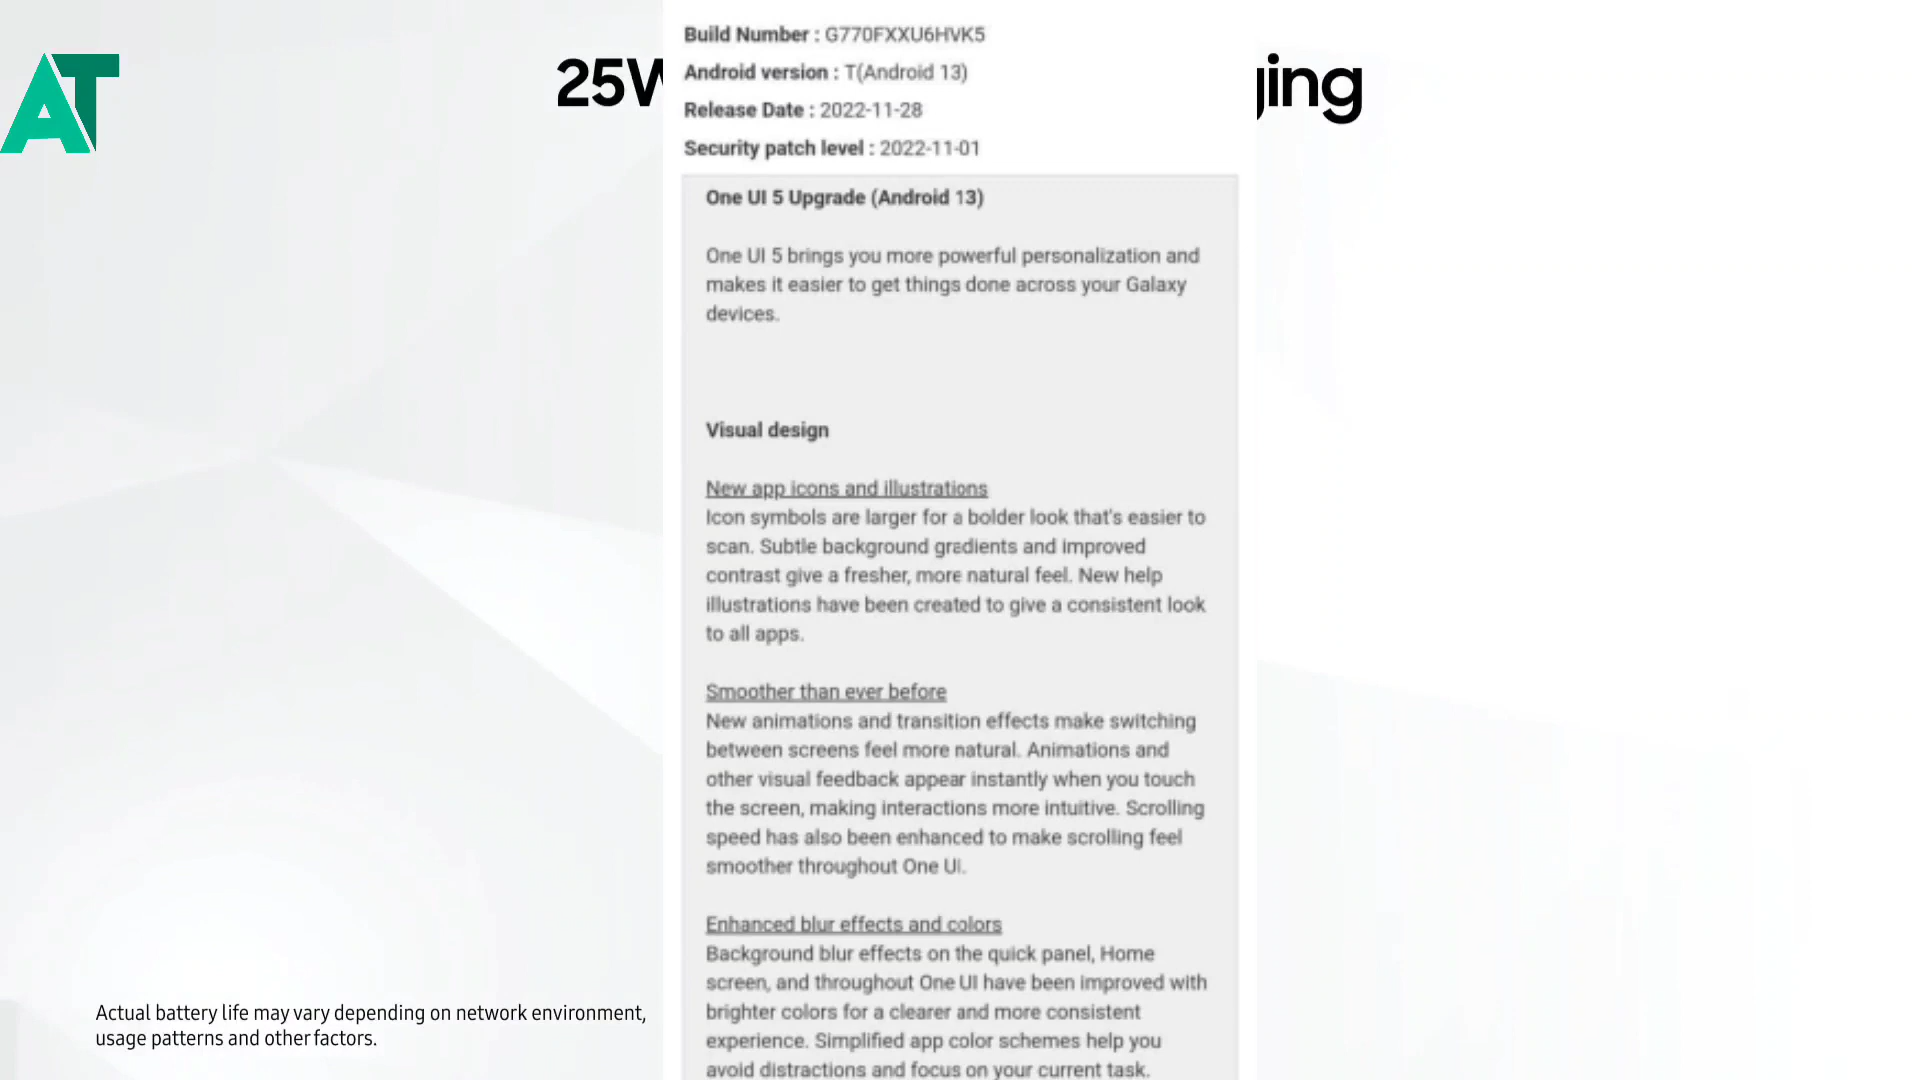 AT
25W
ging
Build Number : G770FXXU6HVK5
Android version : T(Android 13)
Release Date : 2022-11-28
Security patch level : 2022-11-01
One UI 5 Upgrade (Android 13)
One UI 5 brings you more powerful personalization and
makes it easier to get things done across your Galaxy
devices.
Visual design
New app icons and illustrations
Icon symbols are larger for a bolder look that's easier to
scan. Subtle background gradients and improved
contrast give a fresher, more natural feel. New help
illustrations have been created to give a consistent look
to all apps.
Smoother than ever before
New animations and transition effects make switching
between screens feel more natural. Animations and
other visual feedback appear instantly when you touch
the screen, making interactions more intuitive. Scrolling
speed has also been enhanced to make scrolling feel
smoother throughout One UI.
Enhanced blur effects and colors
Background blur effects on the quick panel, Home
screen, and throughout One UI have been improved with
brighter colors for a clearer and more consistent
experience. Simplified app color schemes help you
avoid distractions and focus on your current task.
Actual battery life may vary depending on network environment,
usage patterns and other factors.